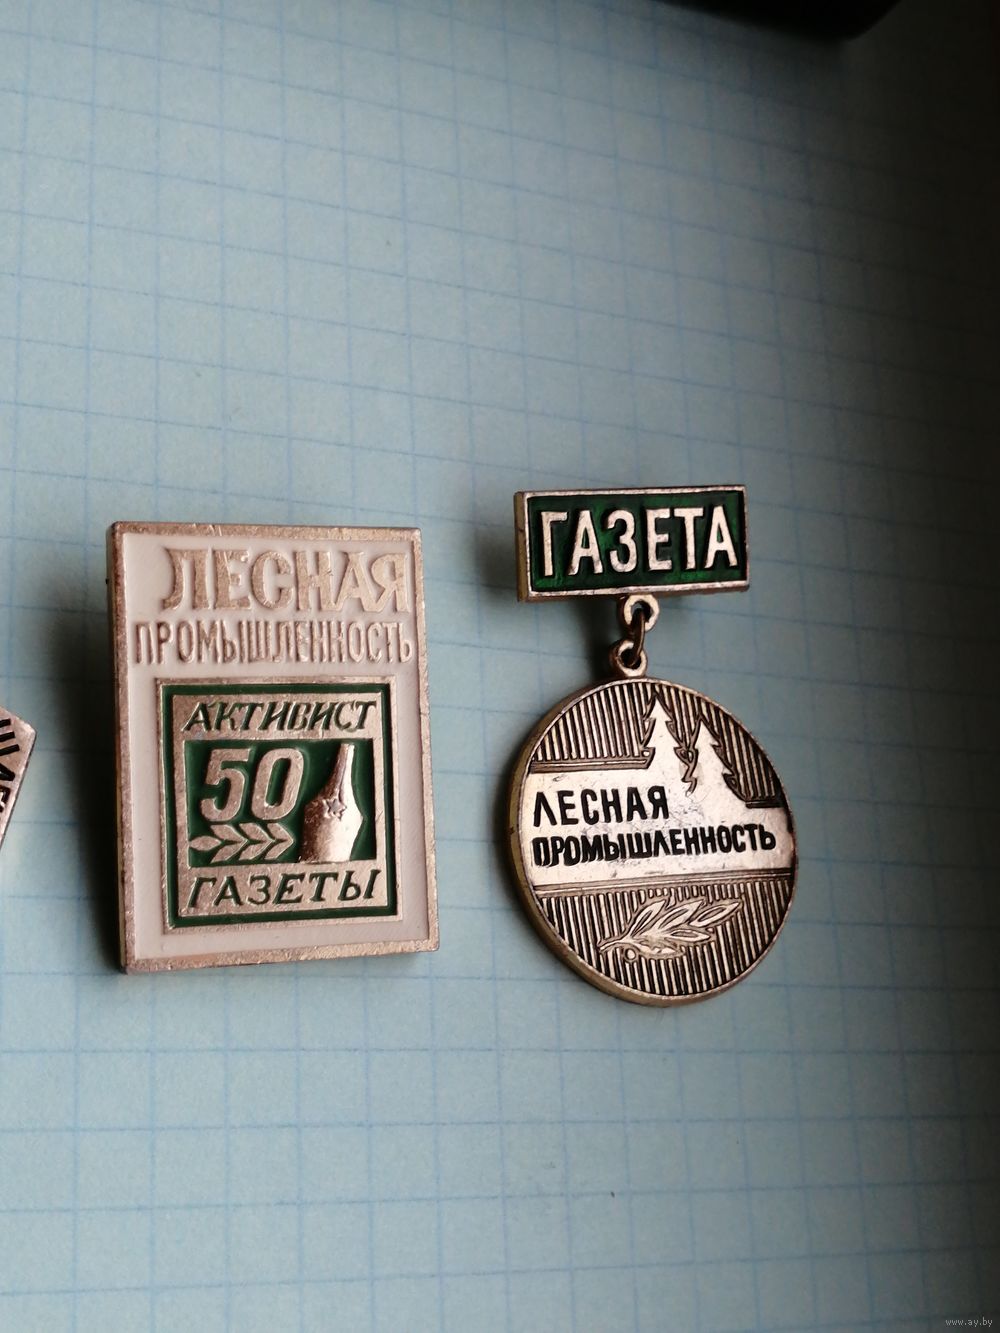 ЛЕСНАЯ
ПРОМЫШЛЕННОСТЬ
АКТИВИСТ
50
ГАЗЕТЫ
ГАЗЕТА
ЛЕСНАЯ
ПРОМЫШЛЕННОСТЬ
www.ay.by